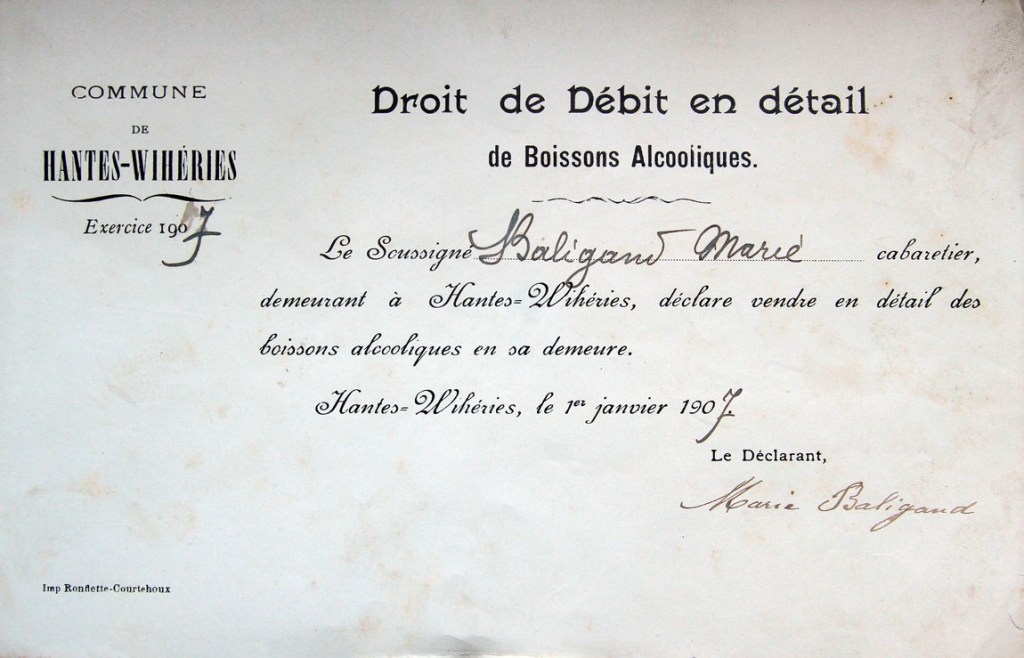 COMMUNE
DE
HANTES-WIHÉRIES
Exercice 1907
Droit de Débit en détail
de Boissons Alcooliques.
Le Soussigné Baligand Marie cabaretier,
demeurant à Hantes=Wihéries, déclare vendre en détail des
boissons alcooliques en sa demeure.
Hantes=Wihéries, le 1er janvier 1907.
Le Déclarant,
Marie Baligand
Imp Ronflette-Courtehoux